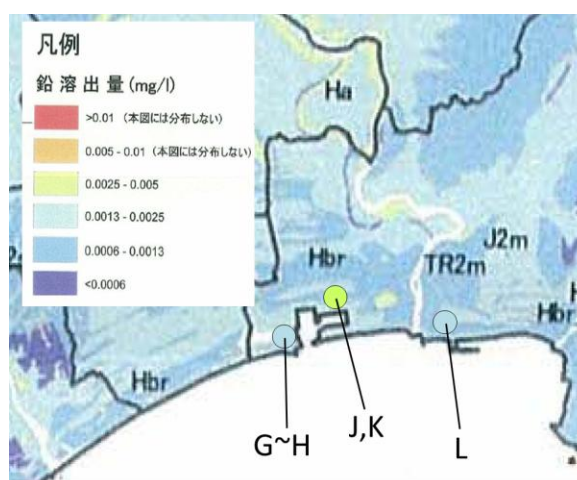 凡例
鉛溶出量(mg/l)
>0.01 (本図には分布しない)
0.005 - 0.01 (本図には分布しない)
0.0025 - 0.005
0.0013 - 0.0025
0.0006 - 0.0013
<0.0006
Ha
Hbr
J2m
TR2m
Hbr
Hbr
G~H
J,K
L